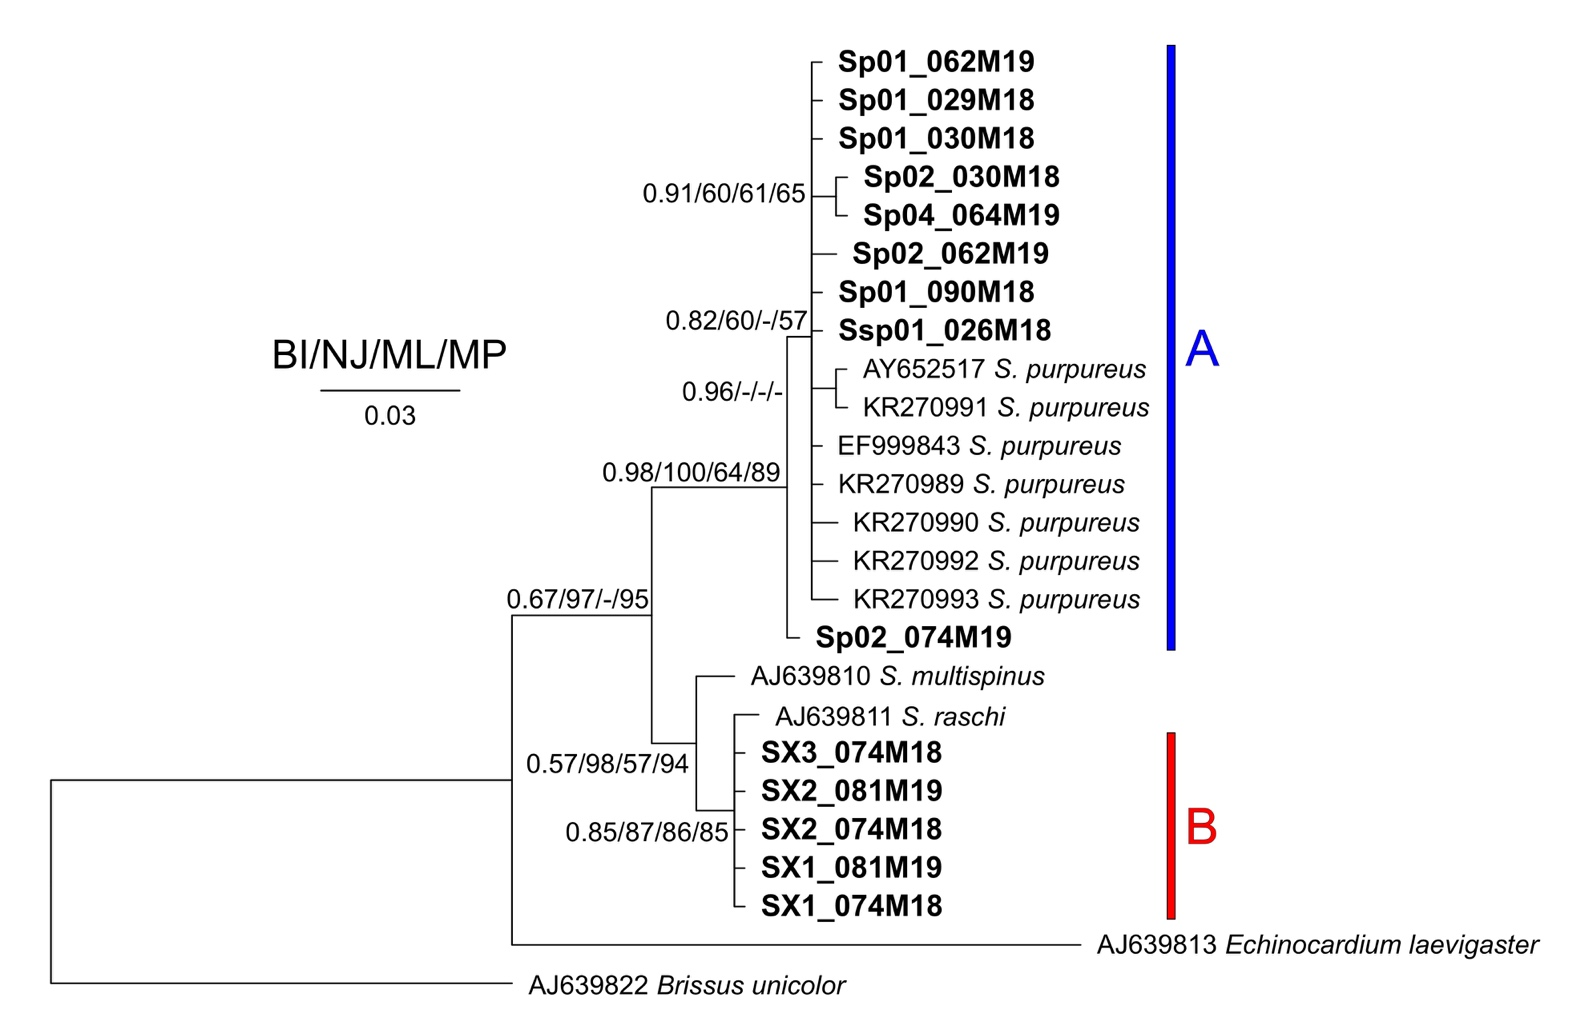 Sp01_062M19
Sp01_029M18
Sp01_030M18
Sp02_030M18
0.91/60/61/65
Sp04_064M19
Sp02_062M19
Sp01_090M18
0.82/60/-/57
Ssp01_026M18
BI/NJ/ML/MP
A
AY652517 S. purpureus
0.96/-/-/-
KR270991 S. purpureus
0.03
EF999843 S. purpureus
0.98/100/64/89
KR270989 S. purpureus
KR270990 S. purpureus
KR270992 S. purpureus
0.67/97/-/95
KR270993 S. purpureus
Sp02_074M19
AJ639810 S. multispinus
AJ639811 S. raschi
SX3_074M18
0.57/98/57/94
SX2_081M19
B
0.85/87/86/85
SX2_074M18
SX1_081M19
SX1_074M18
AJ639813 Echinocardium laevigaster
AJ639822 Brissus unicolor